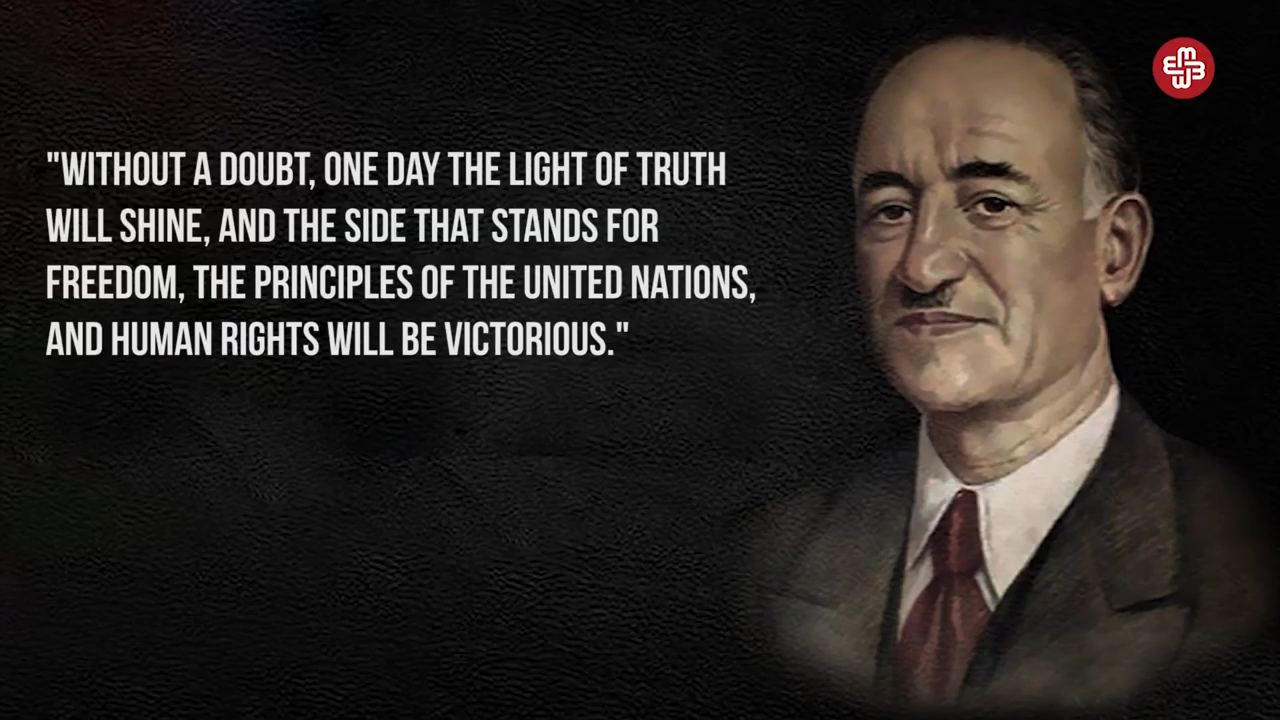 "WITHOUT A DOUBT, ONE DAY THE LIGHT OF TRUTH
WILL SHINE, AND THE SIDE THAT STANDS FOR
FREEDOM, THE PRINCIPLES OF THE UNITED NATIONS,
AND HUMAN RIGHTS WILL BE VICTORIOUS."